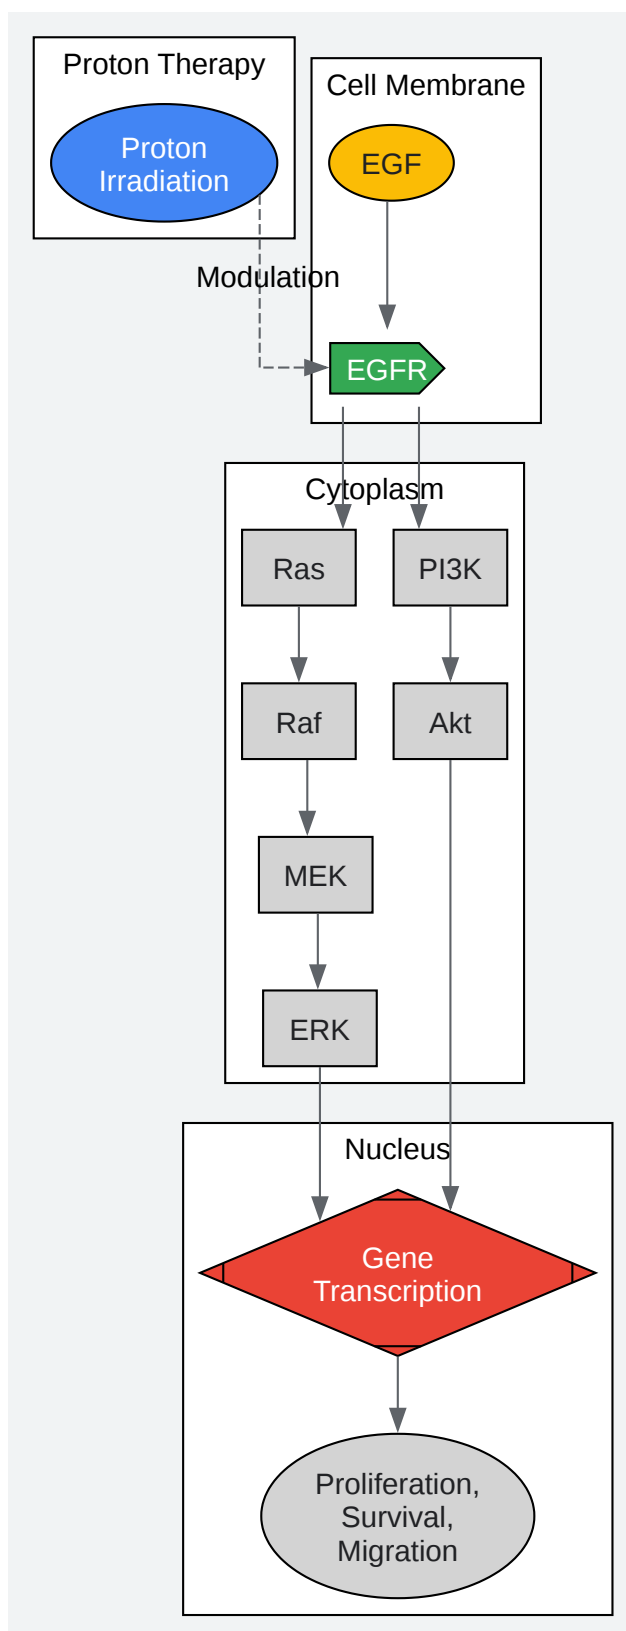 Proton Therapy
Cell Membrane
Proton
Irradiation
EGF
Modulation
EGFR
Cytoplasm
Ras
PI3K
Raf
Akt
MEK
ERK
Nucleus
Gene
Transcription
Proliferation,
Survival,
Migration